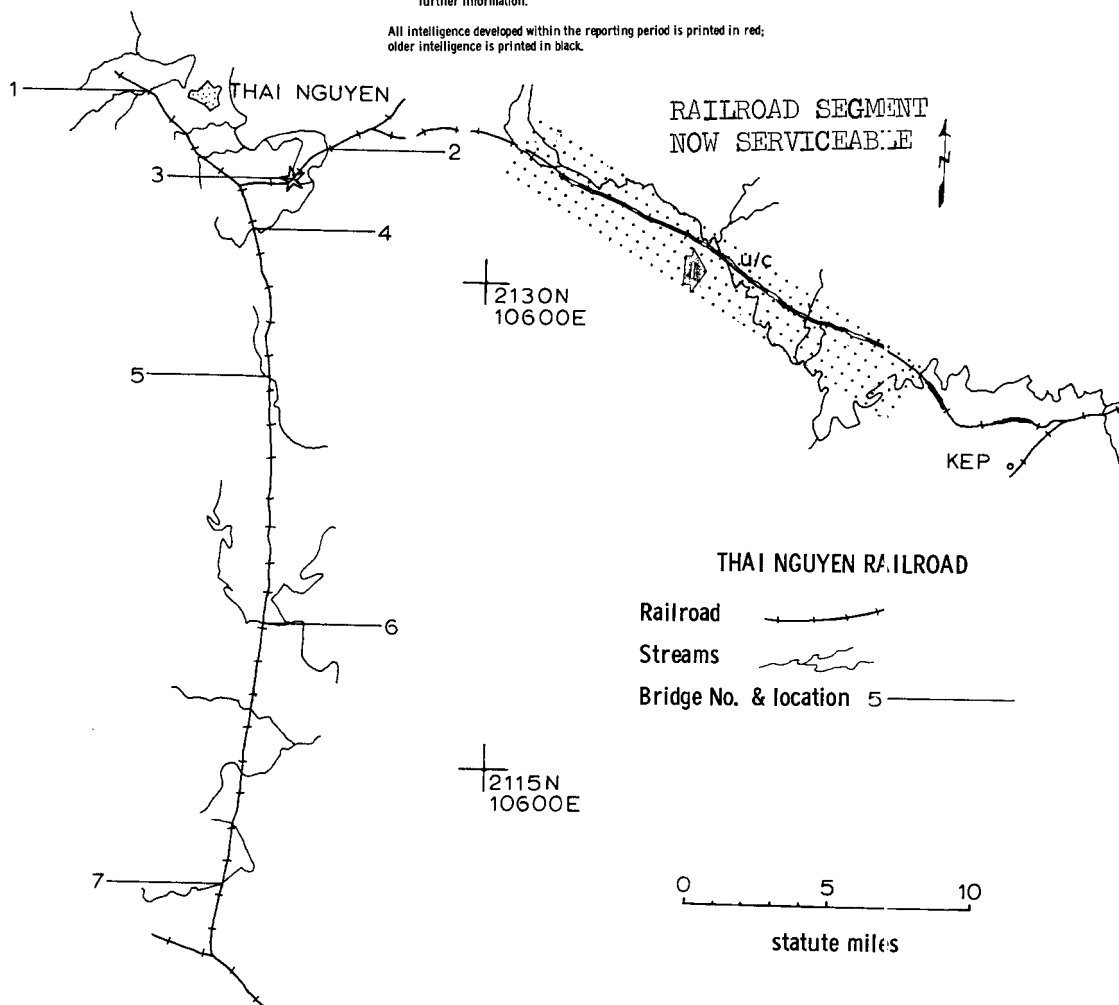 further information.
All intelligence developed within the reporting period is printed in red;
older intelligence is printed in black.
1
THAI NGUYEN
RAILROAD SEGMENT
NOW SERVICEABLE
N
2
3
4
u/c
2130N
10600E
5
KEP
6
THAI NGUYEN RAILROAD
Railroad
Streams
Bridge No. & location 5
2115N
10600E
7
0 5 10
statute miles